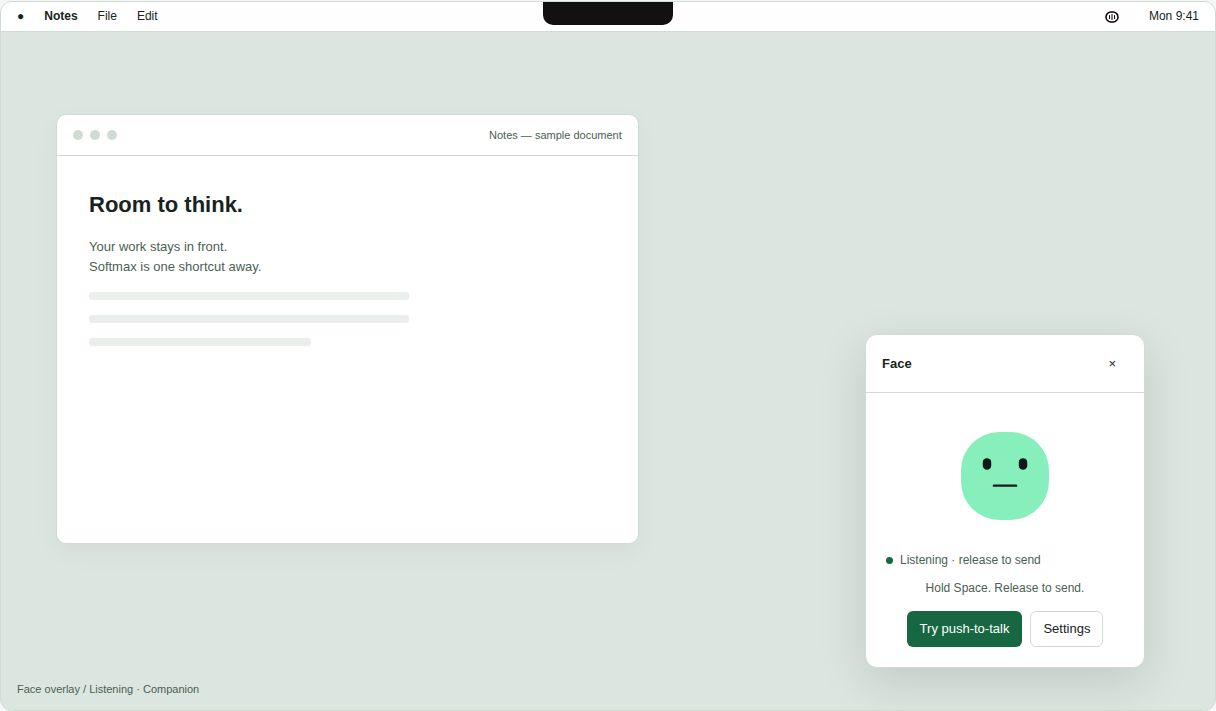 Notes File Edit
Mon 9:41
Notes — sample document
Room to think.
Your work stays in front.
Softmax is one shortcut away.
Face
×
Listening · release to send
Hold Space. Release to send.
Try push-to-talk
Settings
Face overlay / Listening · Companion